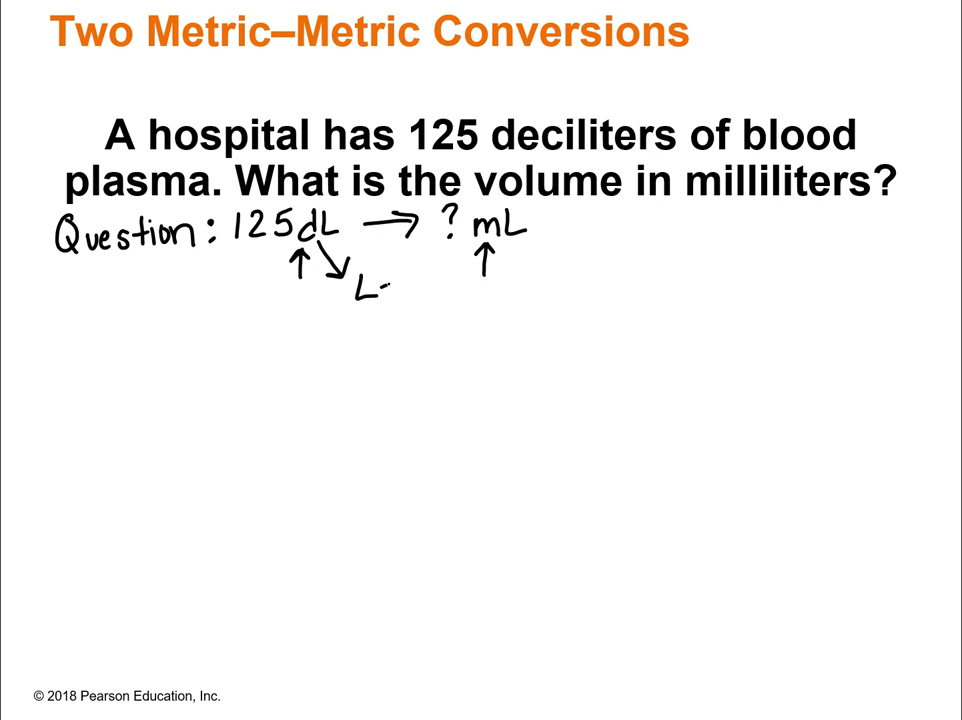 Two Metric–Metric Conversions
A hospital has 125 deciliters of blood
plasma. What is the volume in milliliters?
Question: 125dL → ? mL
L-
© 2018 Pearson Education, Inc.